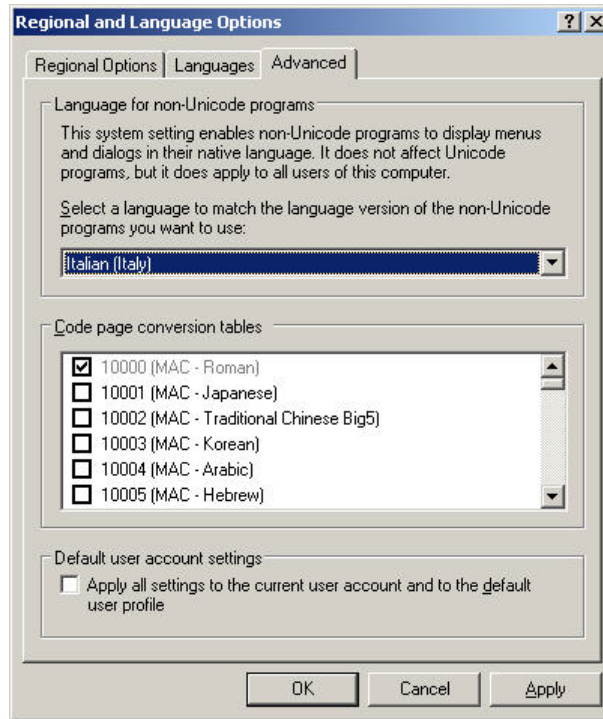 Regional and Language Options
Regional Options
Languages
Advanced
Language for non-Unicode programs
This system setting enables non-Unicode programs to display menus
and dialogs in their native language. It does not affect Unicode
programs, but it does apply to all users of this computer.
Select a language to match the language version of the non-Unicode
programs you want to use:
Italian (Italy)
Code page conversion tables
10000 (MAC - Roman)
10001 (MAC - Japanese)
10002 (MAC - Traditional Chinese Big5)
10003 (MAC - Korean)
10004 (MAC - Arabic)
10005 (MAC - Hebrew)
Default user account settings
Apply all settings to the current user account and to the default
user profile
OK
Cancel
Apply